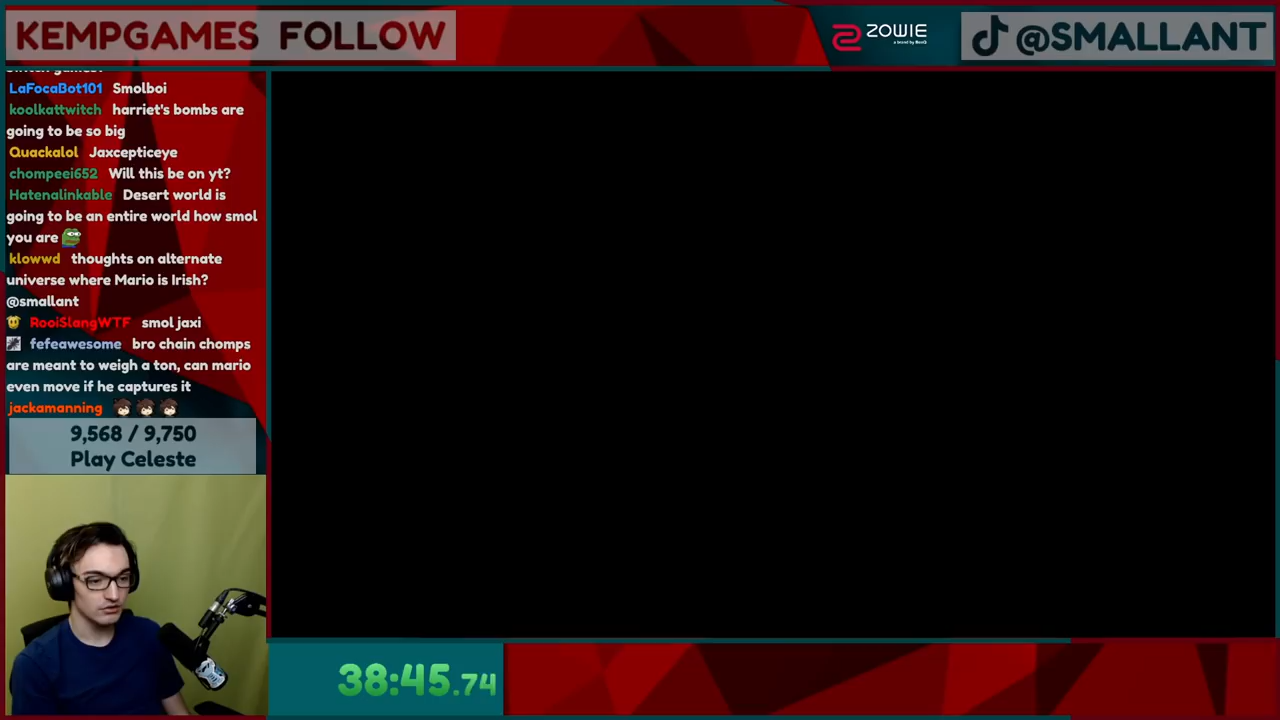 KEMPGAMES FOLLOW
ZOWIE
a brand by BenQ
@SMALLANT
LaFocaBot101 Smolboi
koolkattwitch harriet's bombs are
going to be so big
Quackalol Jaxcepticeye
chompeei652 Will this be on yt?
Hatenalinkable Desert world is
going to be an entire world how smol
you are
klowwd thoughts on alternate
universe where Mario is Irish?
@smallant
RooiSlangWTF smol jaxi
fefeawesome bro chain chomps
are meant to weigh a ton, can mario
even move if he captures it
jackamanning
9,568 / 9,750
Play Celeste
38:45.74